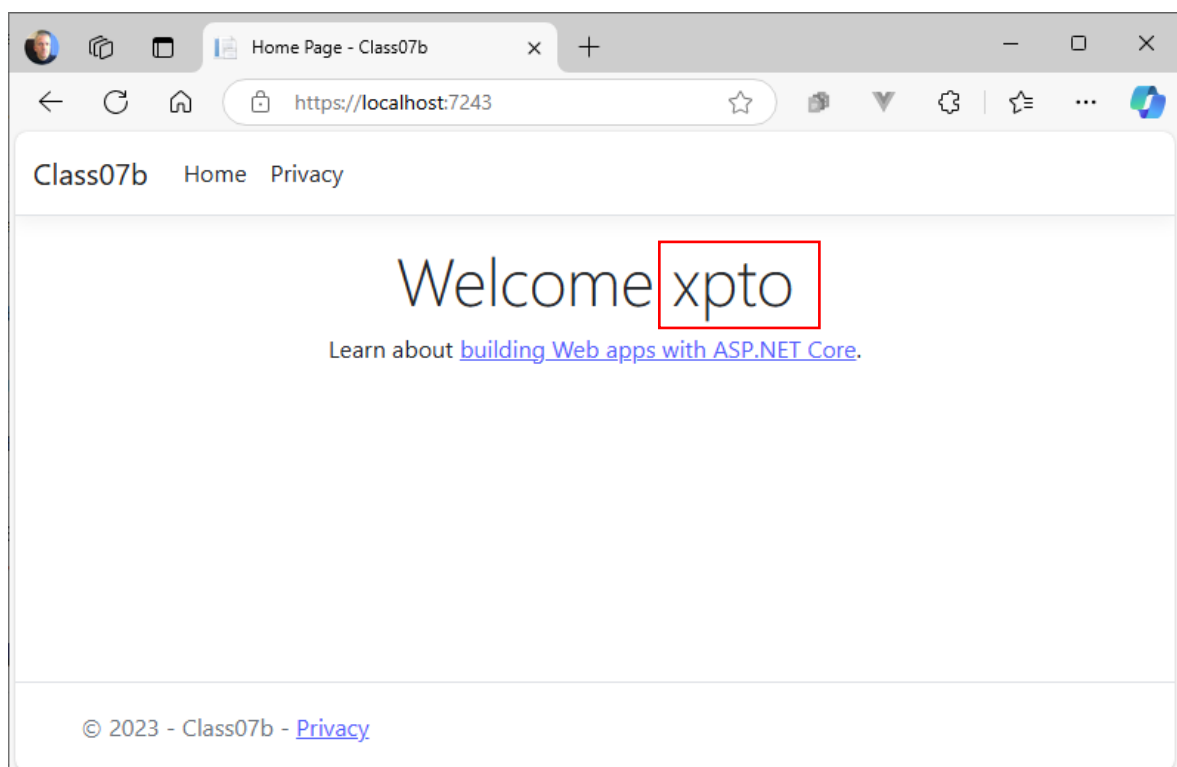 Home Page - Class07b
https://localhost:7243
Class07b Home Privacy
Welcome xpto
Learn about building Web apps with ASP.NET Core.
© 2023 - Class07b - Privacy